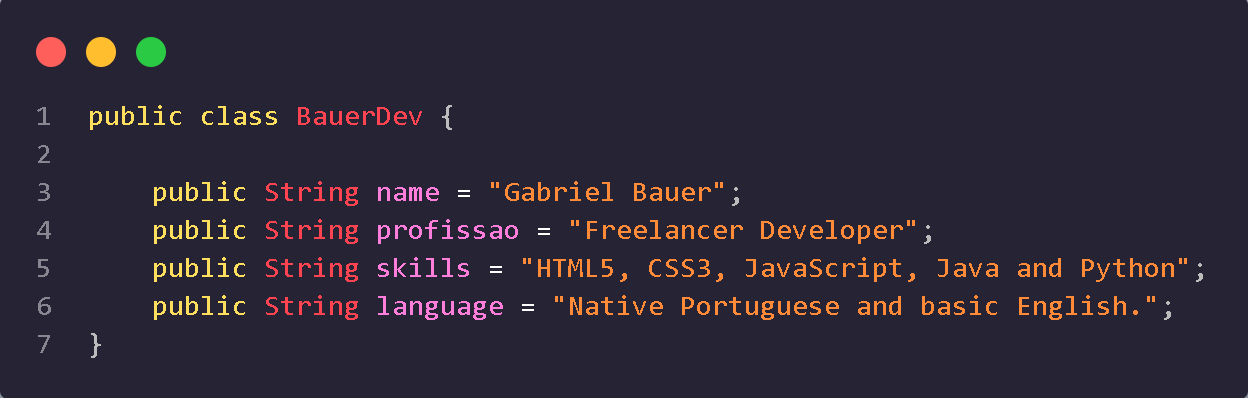 1 public class BauerDev {
2
3     public String name = "Gabriel Bauer";
4     public String profissao = "Freelancer Developer";
5     public String skills = "HTML5, CSS3, JavaScript, Java and Python";
6     public String language = "Native Portuguese and basic English.";
7 }